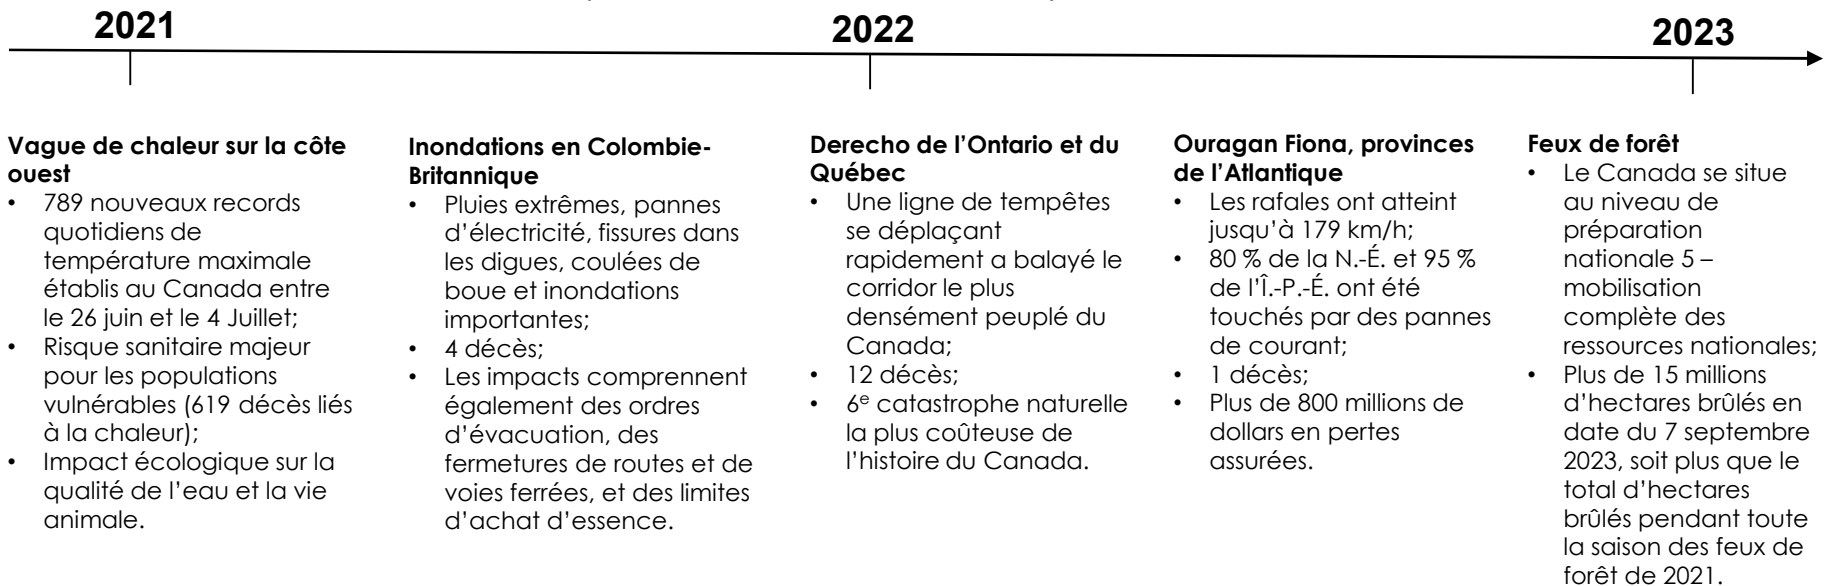 2021
2022
2023
Vague de chaleur sur la côte
ouest
• 789 nouveaux records
quotidiens de
température maximale
établis au Canada entre
le 26 juin et le 4 Juillet;
• Risque sanitaire majeur
pour les populations
vulnérables (619 décès liés
à la chaleur);
• Impact écologique sur la
qualité de l’eau et la vie
animale.
Inondations en Colombie-
Britannique
• Pluies extrêmes, pannes
d’électricité, fissures dans
les digues, coulées de
boue et inondations
importantes;
• 4 décès;
• Les impacts comprennent
également des ordres
d’évacuation, des
fermetures de routes et de
voies ferrées, et des limites
d’achat d’essence.
Derecho de l’Ontario et du
Québec
• Une ligne de tempêtes
se déplaçant
rapidement a balayé le
corridor le plus
densément peuplé du
Canada;
• 12 décès;
• 6e catastrophe naturelle
la plus coûteuse de
l’histoire du Canada.
Ouragan Fiona, provinces
de l’Atlantique
• Les rafales ont atteint
jusqu’à 179 km/h;
• 80 % de la N.-É. et 95 %
de l’Î.-P.-É. ont été
touchés par des pannes
de courant;
• 1 décès;
• Plus de 800 millions de
dollars en pertes
assurées.
Feux de forêt
• Le Canada se situe
au niveau de
préparation
nationale 5 –
mobilisation
complète des
ressources nationales;
• Plus de 15 millions
d’hectares brûlés en
date du 7 septembre
2023, soit plus que le
total d’hectares
brûlés pendant toute
la saison des feux de
forêt de 2021.